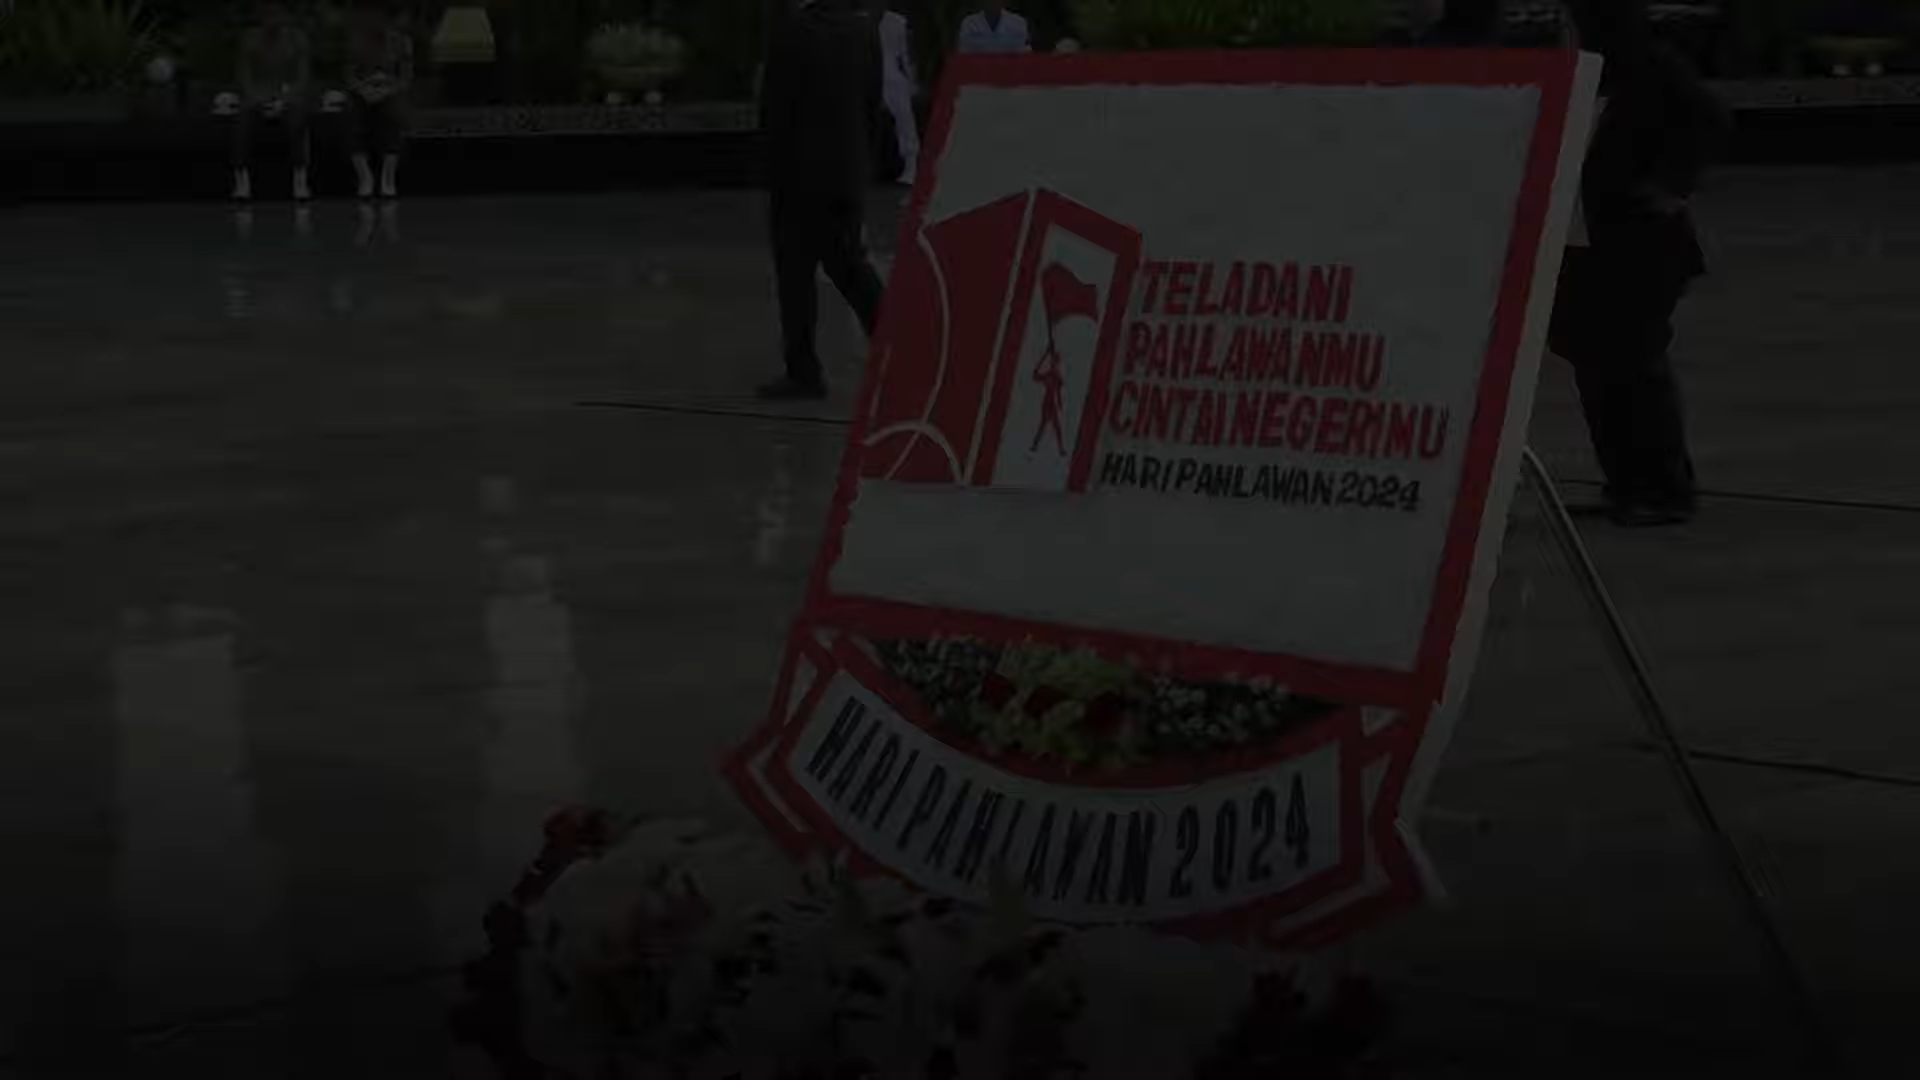 TELADANI
PAHLAWANMU
CINTAI NEGERIMU
HARI PAHLAWAN 2024
HARI PAHLAWAN 2024